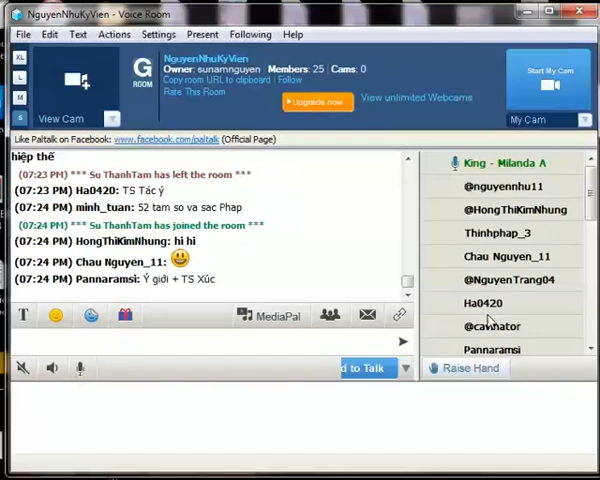 NguyenNhuKyVien - Voice Room
File Edit Text Actions Settings Present Following Help
XL
L
M
S
View Cam
G
ROOM
NguyenNhuKyVien
Owner: sunamnguyen Members: 25 Cams: 0
Copy room URL to clipboard Follow
Rate This Room
Upgrade now
View unlimited Webcams
Start My Cam
My Cam
Like Paltalk on Facebook: www.facebook.com/paltalk (Official Page)
hiệp thế
(07:23 PM) *** Su ThanhTam has left the room ***
(07:23 PM) Ha0420: TS Tác ý
(07:24 PM) minh_tuan: 52 tam so va sac Phap
(07:24 PM) *** Su ThanhTam has joined the room ***
(07:24 PM) HongThiKimNhung: hi hi
(07:24 PM) Chau Nguyen_11:
(07:24 PM) Pannaramsi: Ý giới + TS Xúc
King - Milanda A
@nguyennhu11
@HongThiKimNhung
Thinhphap_3
Chau Nguyen_11
@NguyenTrang04
Ha0420
Pannaramsi
T
MediaPal
d to Talk
Raise Hand